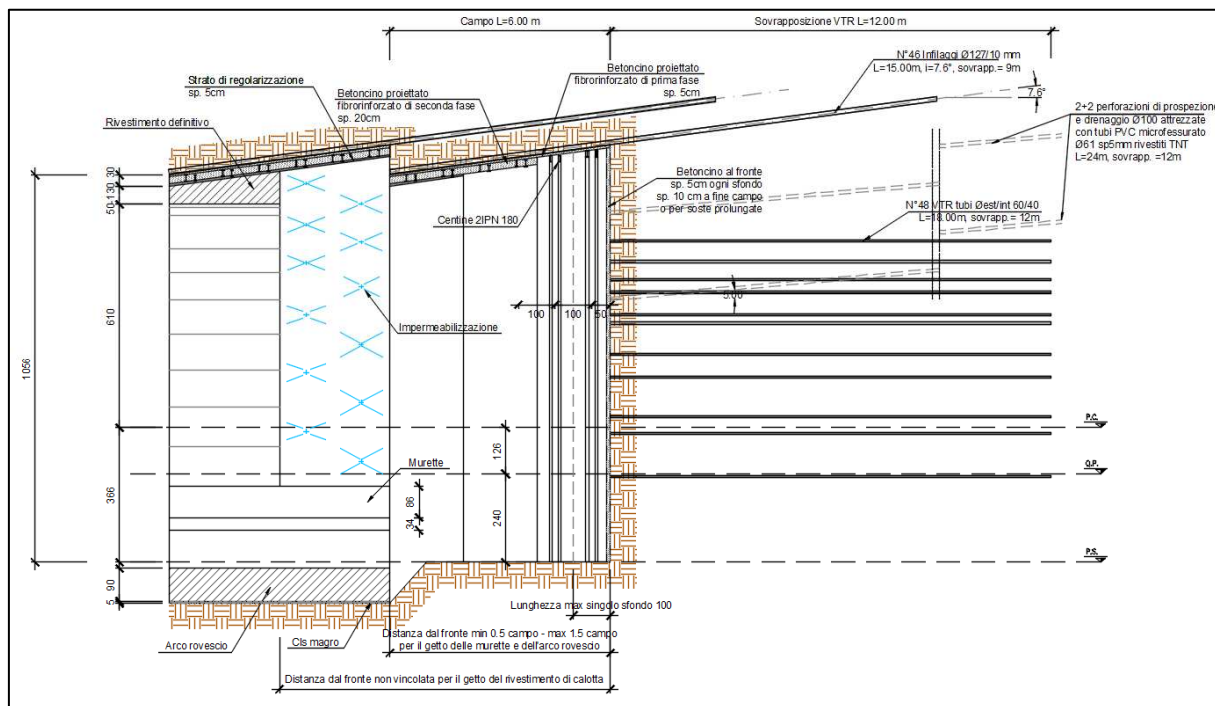 Campo L=6.00 m
Sovrapposizione VTR L=12.00 m
N°46 Infilaggi Ø127/10 mm
L=15.00m, i=7.6°, sovrapp.= 9m
7.6°
Strato di regolarizzazione
sp. 5cm
Betoncino proiettato
fibrorinforzato di seconda fase
sp. 20cm
Betoncino proiettato
fibrorinforzato di prima fase
sp. 5cm
Rivestimento definitivo
2+2 perforazioni di prospezione
e drenaggio Ø100 attrezzate
con tubi PVC microfessurato
Ø61 sp5mm rivestiti TNT
L=24m, sovrapp. =12m
Betoncino al fronte
sp. 5cm ogni sfondo
sp. 10 cm a fine campo
o per soste prolungate
Centine 2IPN 180
N°48 VTR tubi Øest/int 60/40
L=18.00m, sovrapp.= 12m
30
130
50
610
1056
366
90
5
100
100
50
Impermeabilizzazione
126
240
Murette
86
34
P.C.
Q.P.
P.S.
Lunghezza max singolo sfondo 100
Distanza dal fronte min 0.5 campo - max 1.5 campo
per il getto delle murette e dell'arco rovescio
Arco rovescio
Cls magro
Distanza dal fronte non vincolata per il getto del rivestimento di calotta